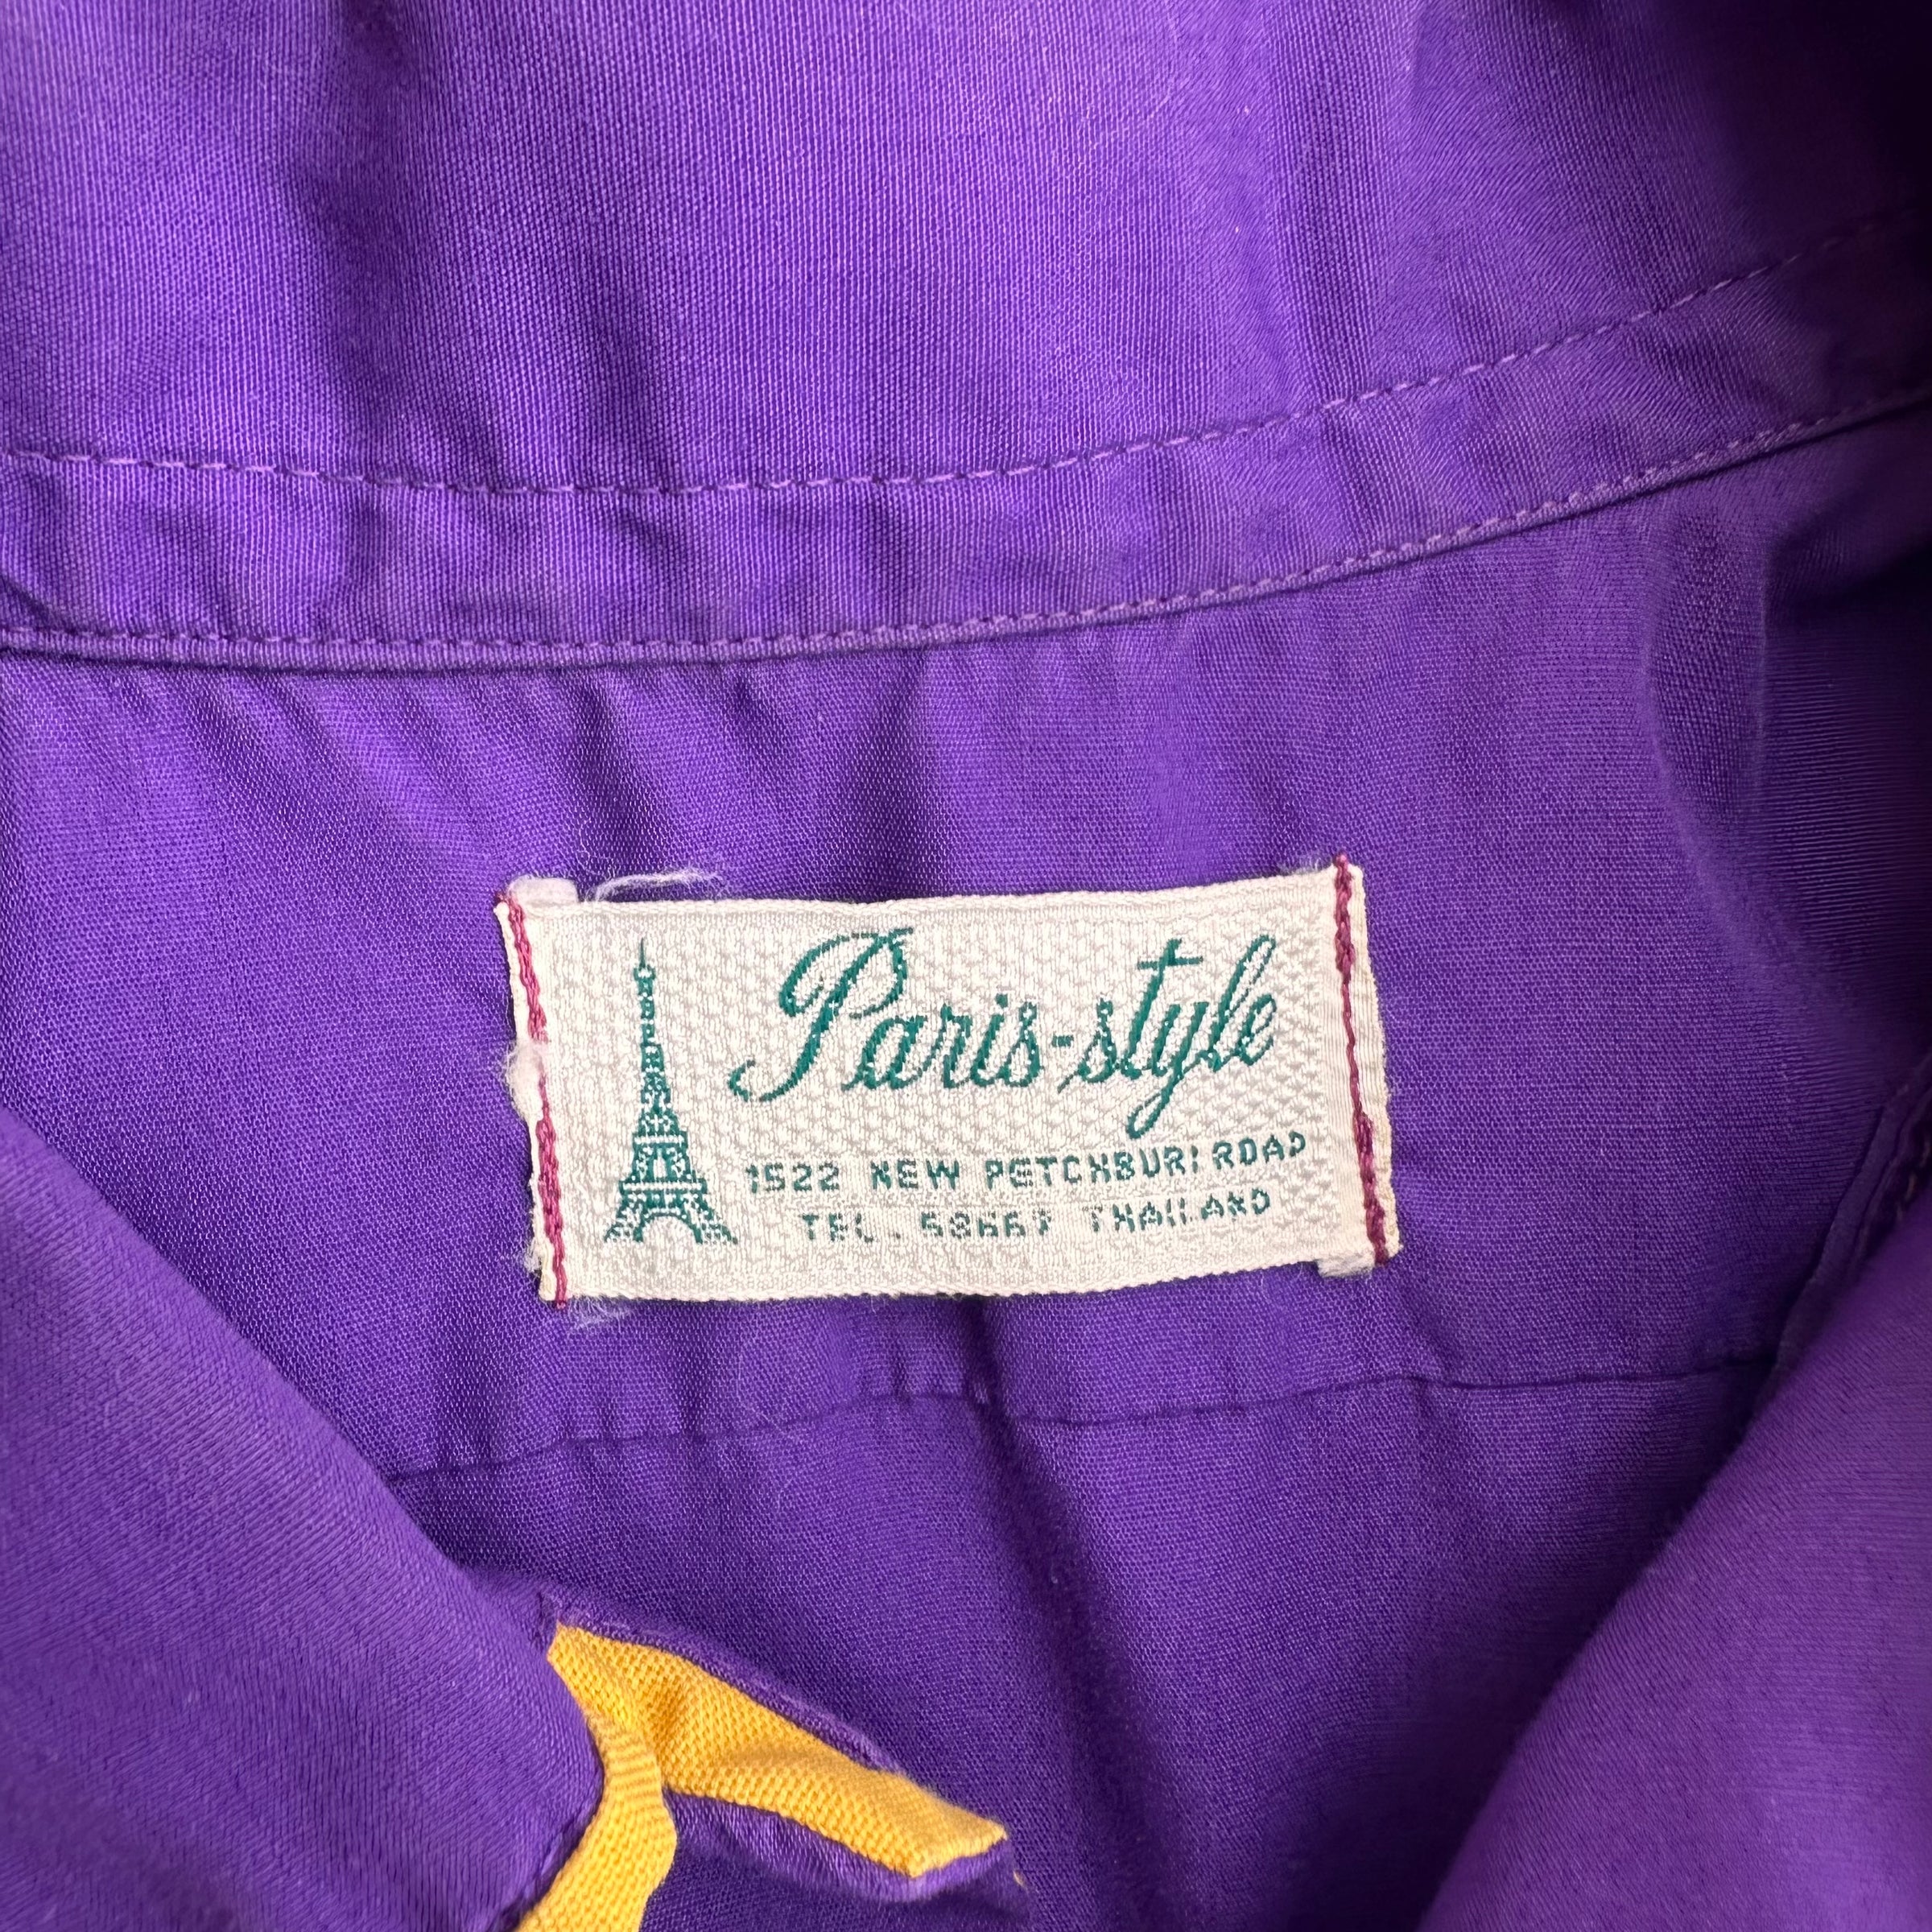 Paris-style
1522 NEW PETCHBURI ROAD
TEL. 58667 THAILAND